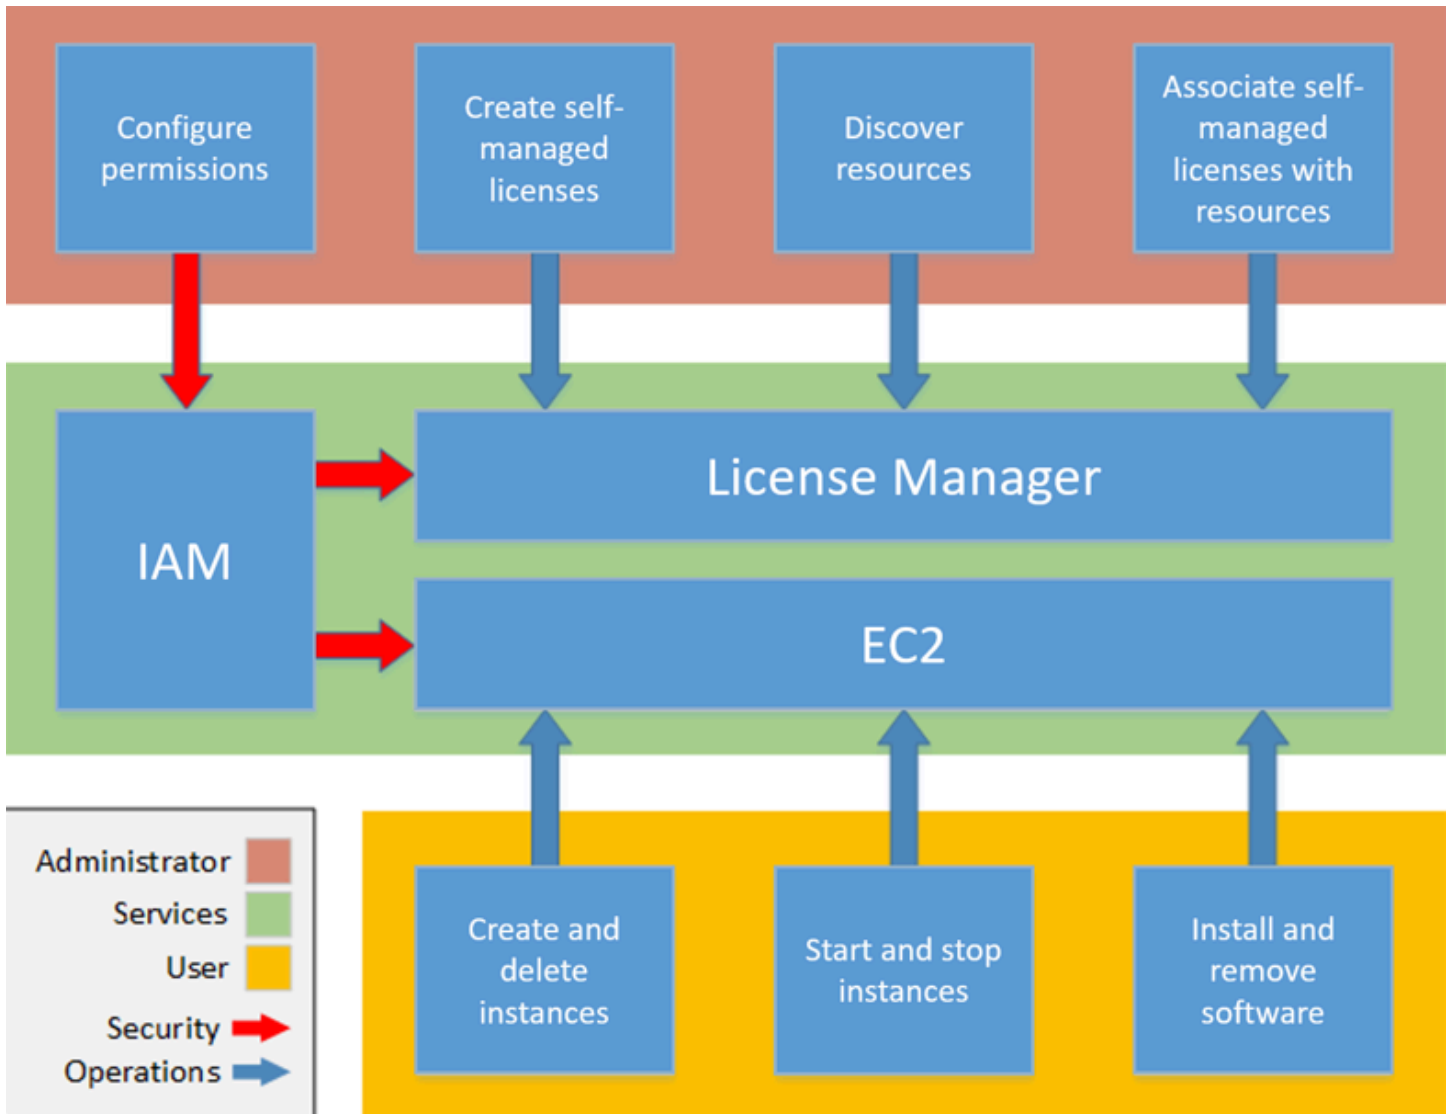 Configure
permissions
Create self-
managed
licenses
Discover
resources
Associate self-
managed
licenses with
resources
IAM
License Manager
EC2
Administrator
Services
User
Security
Operations
Create and
delete
instances
Start and stop
instances
Install and
remove
software